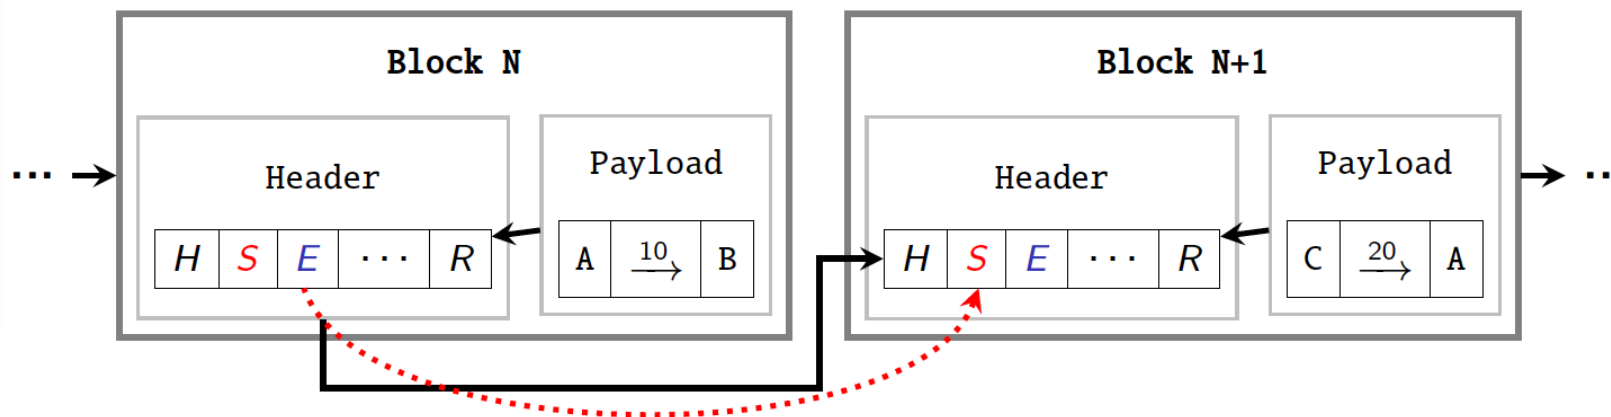 Block N
Header
Payload
H S E ··· R
A 10 → B
Block N+1
Header
Payload
H S E ··· R
C 20 → A